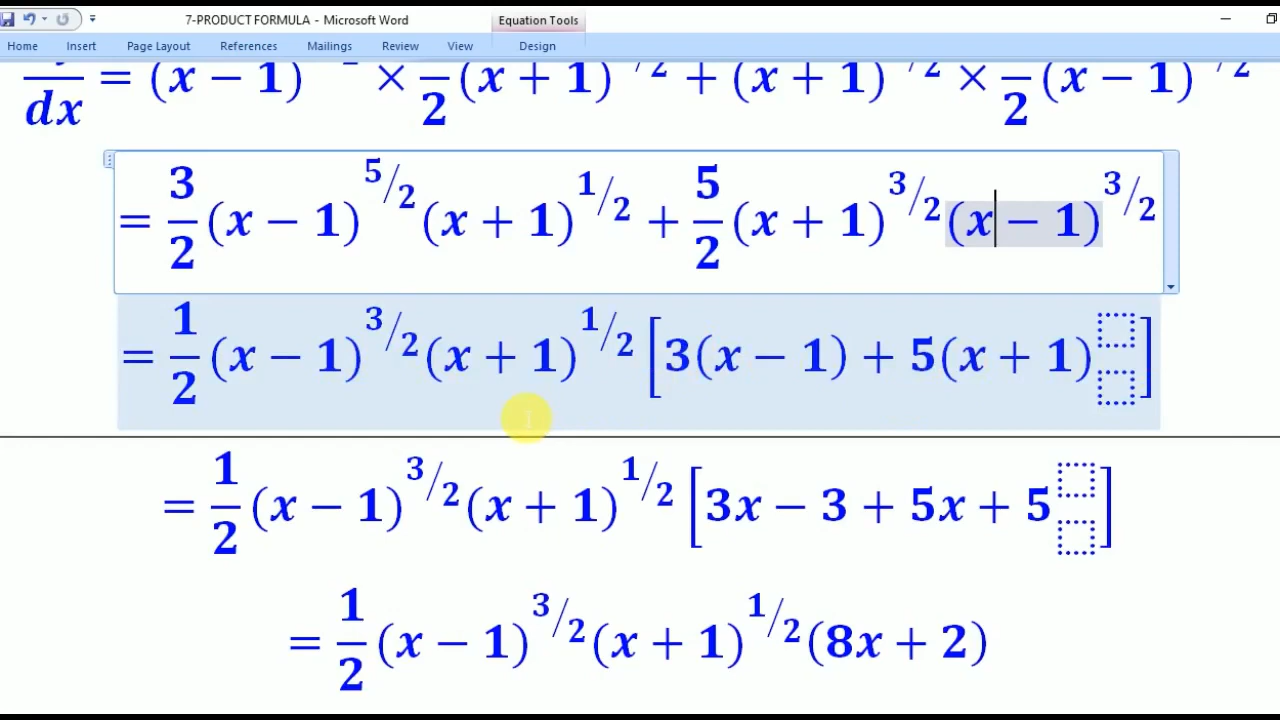 7-PRODUCT FORMULA - Microsoft Word
Equation Tools
Home Insert Page Layout References Mailings Review View Design
dx = (x − 1) × 2 (x + 1) /2 + (x + 1) /2 × 2 (x − 1) /2
= 3/2 (x − 1)^5/2 (x + 1)^1/2 + 5/2 (x + 1)^3/2 (x − 1)^3/2
= 1/2 (x − 1)^3/2 (x + 1)^1/2 [3(x − 1) + 5(x + 1)]
= 1/2 (x − 1)^3/2 (x + 1)^1/2 [3x − 3 + 5x + 5]
= 1/2 (x − 1)^3/2 (x + 1)^1/2 (8x + 2)